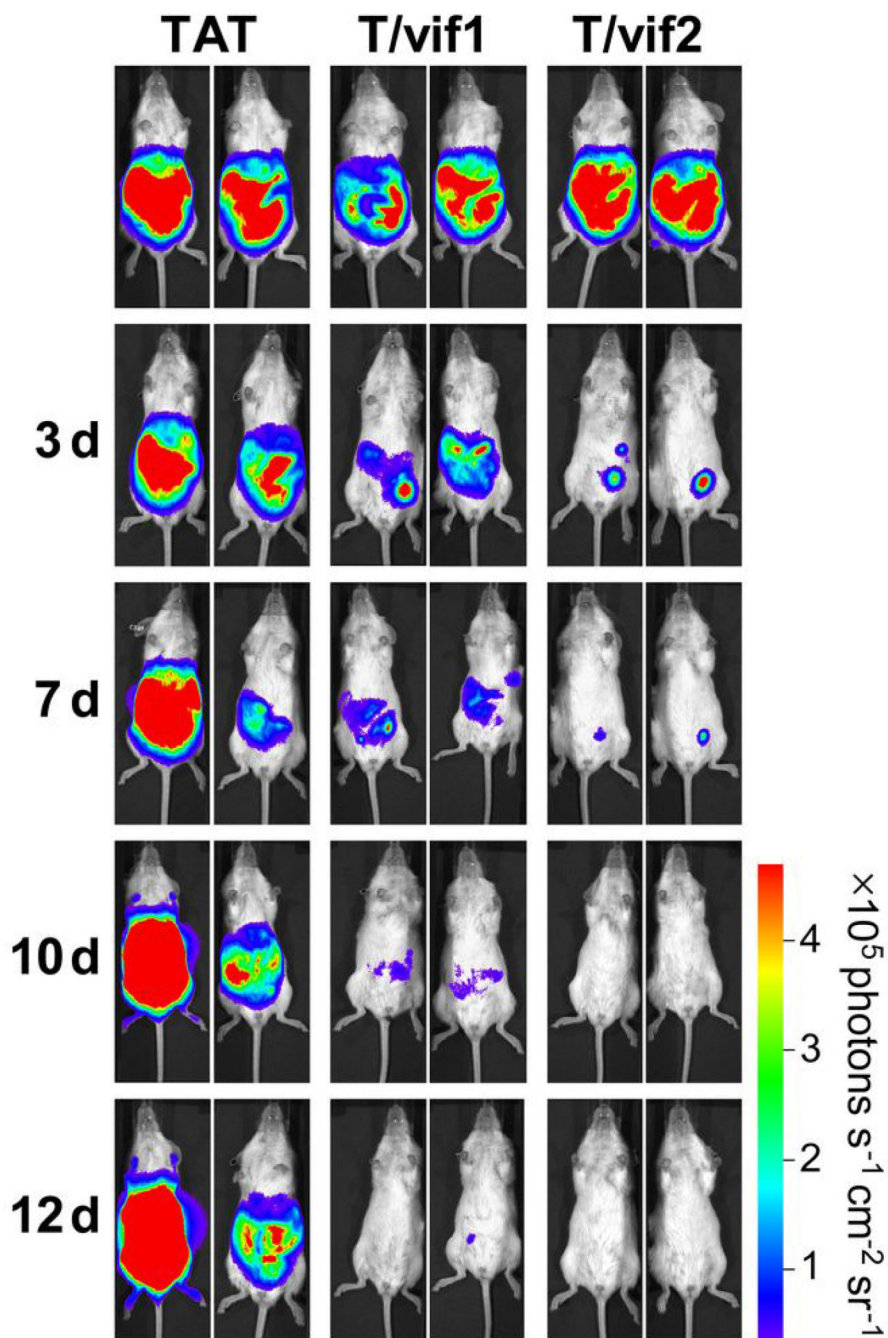 TAT T/vif1 T/vif2
3 d
7 d
10 d
12 d
4
3
2
1
×10⁵ photons s⁻¹ cm⁻² sr⁻¹